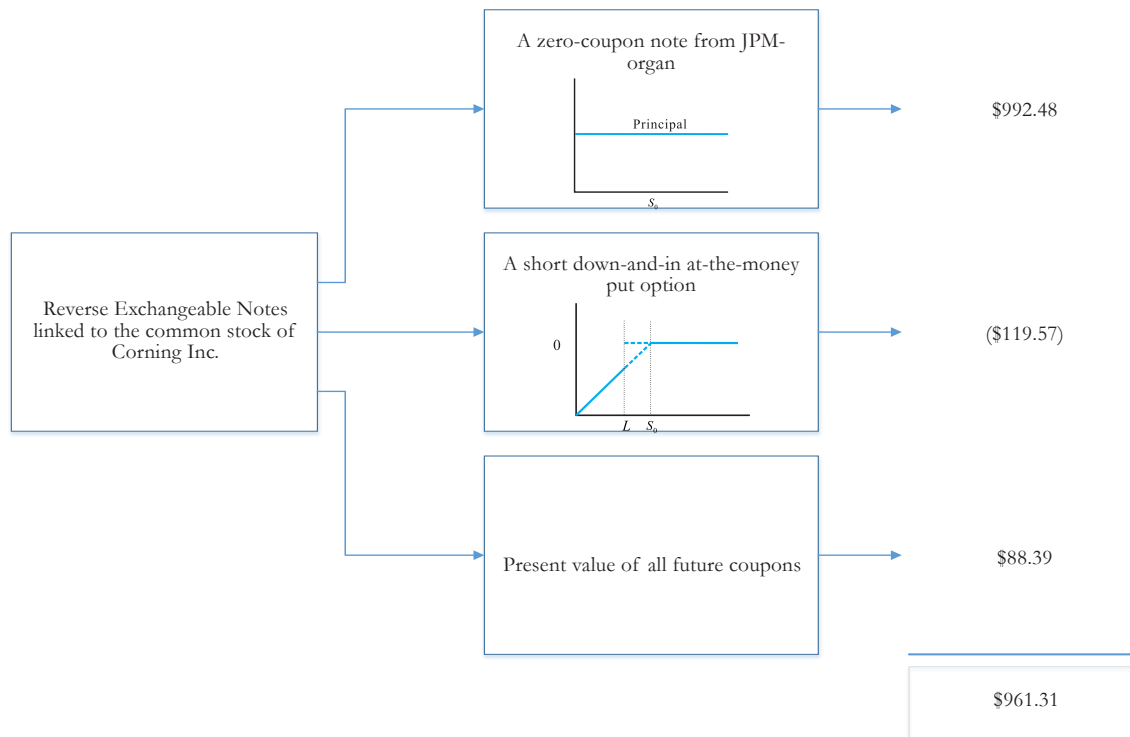 A zero-coupon note from JPM-
organ
Principal
S₀
$992.48
Reverse Exchangeable Notes
linked to the common stock of
Corning Inc.
A short down-and-in at-the-money
put option
0
L S₀
($119.57)
Present value of all future coupons
$88.39
$961.31